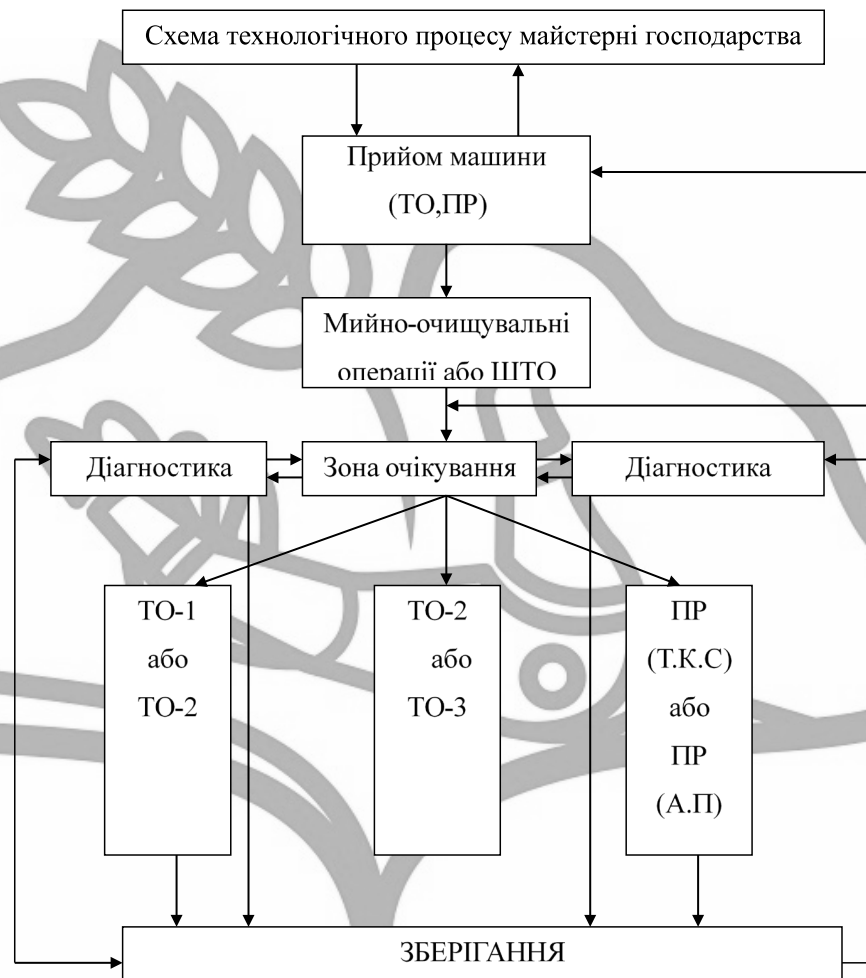 Схема технологічного процесу майстерні господарства
Прийом машини
(ТО,ПР)
Мийно-очищувальні
операції або ЩТО
Діагностика
Зона очікування
Діагностика
ТО-1
або
ТО-2
ТО-2
або
ТО-3
ПР
(Т.К.С)
або
ПР
(А.П)
ЗБЕРІГАННЯ